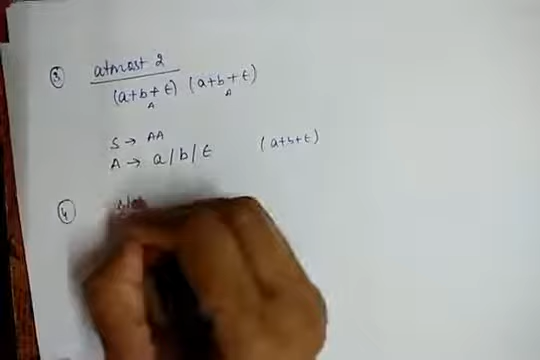 ③ atmost 2
(a+b+ε) (a+b+ε)
A A
S → AA
A → a/b/ε (a+b+ε)
④